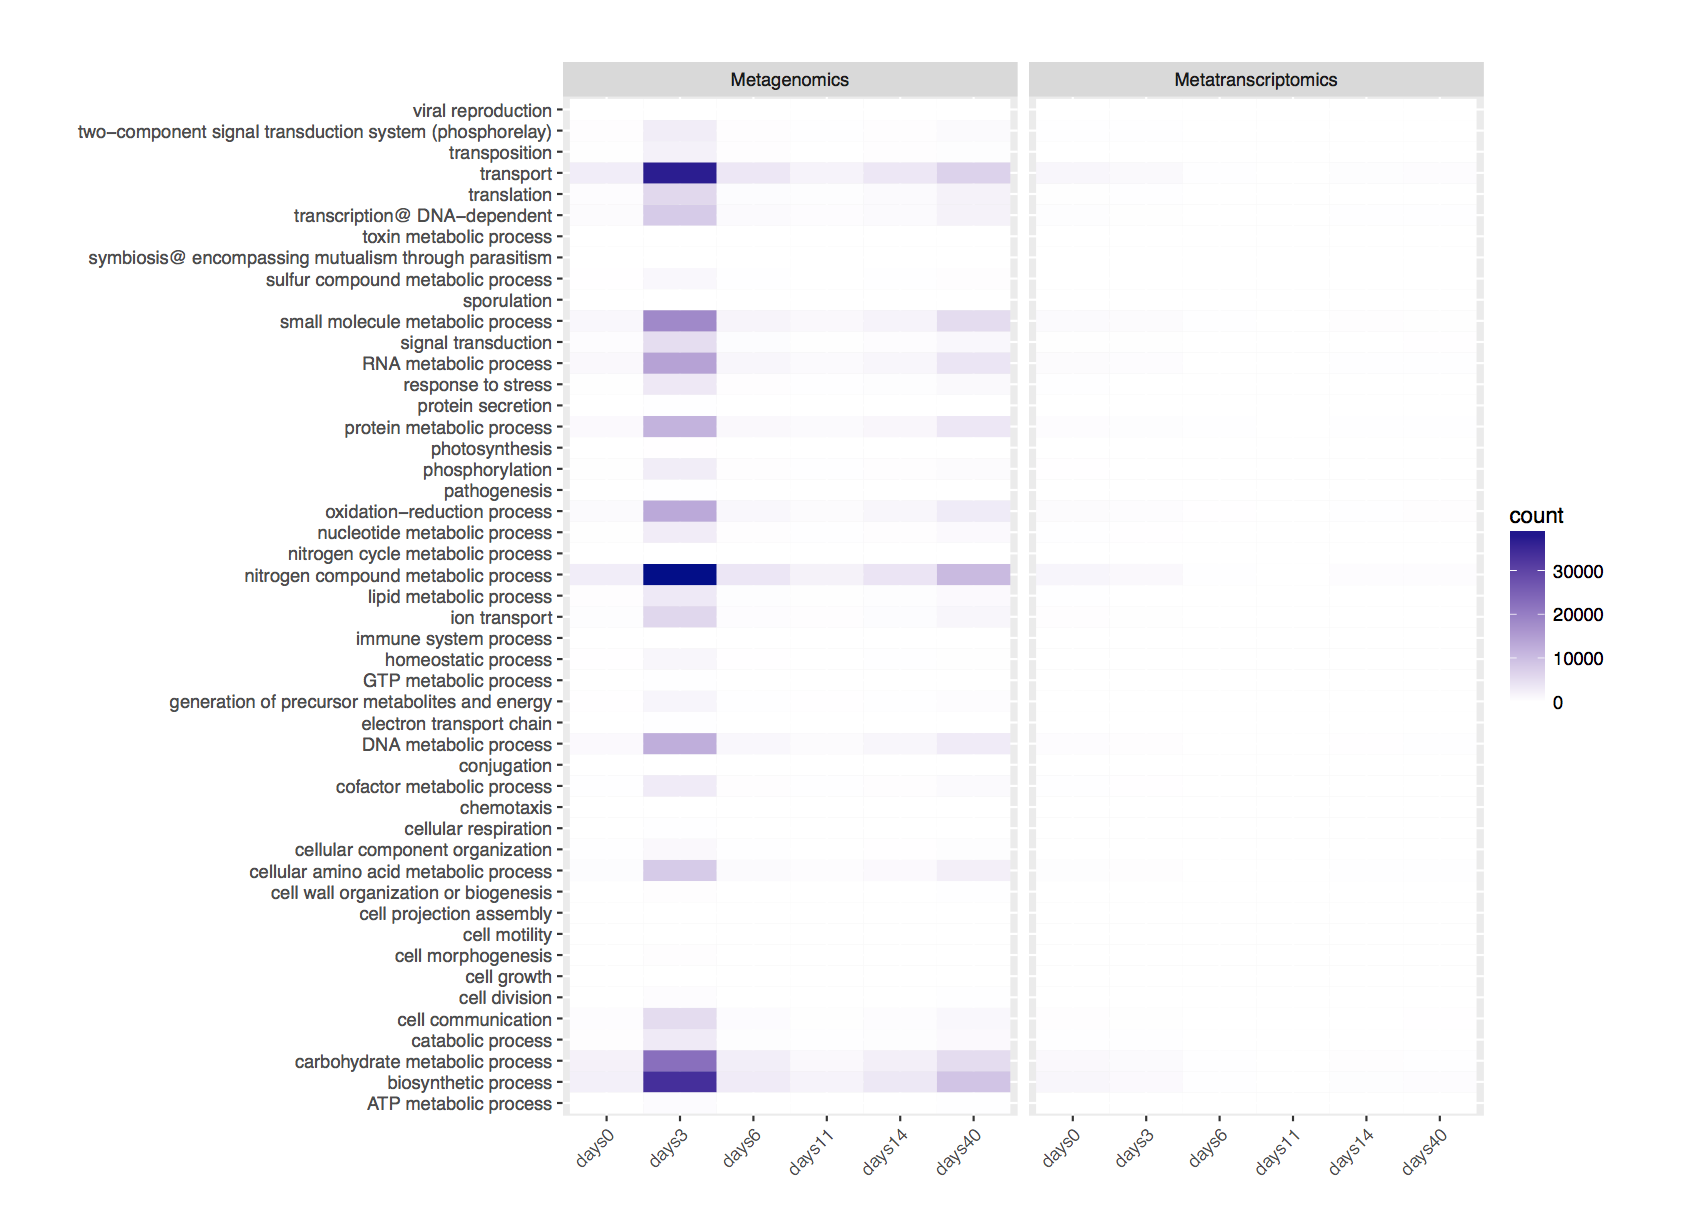 Metagenomics
Metatranscriptomics
viral reproduction
two−component signal transduction system (phosphorelay)
transposition
transport
translation
transcription@ DNA−dependent
toxin metabolic process
symbiosis@ encompassing mutualism through parasitism
sulfur compound metabolic process
sporulation
small molecule metabolic process
signal transduction
RNA metabolic process
response to stress
protein secretion
protein metabolic process
photosynthesis
phosphorylation
pathogenesis
oxidation−reduction process
nucleotide metabolic process
nitrogen cycle metabolic process
nitrogen compound metabolic process
lipid metabolic process
ion transport
immune system process
homeostatic process
GTP metabolic process
generation of precursor metabolites and energy
electron transport chain
DNA metabolic process
conjugation
cofactor metabolic process
chemotaxis
cellular respiration
cellular component organization
cellular amino acid metabolic process
cell wall organization or biogenesis
cell projection assembly
cell motility
cell morphogenesis
cell growth
cell division
cell communication
catabolic process
carbohydrate metabolic process
biosynthetic process
ATP metabolic process
days0
days3
days6
days11
days14
days40
days0
days3
days6
days11
days14
days40
count
30000
20000
10000
0